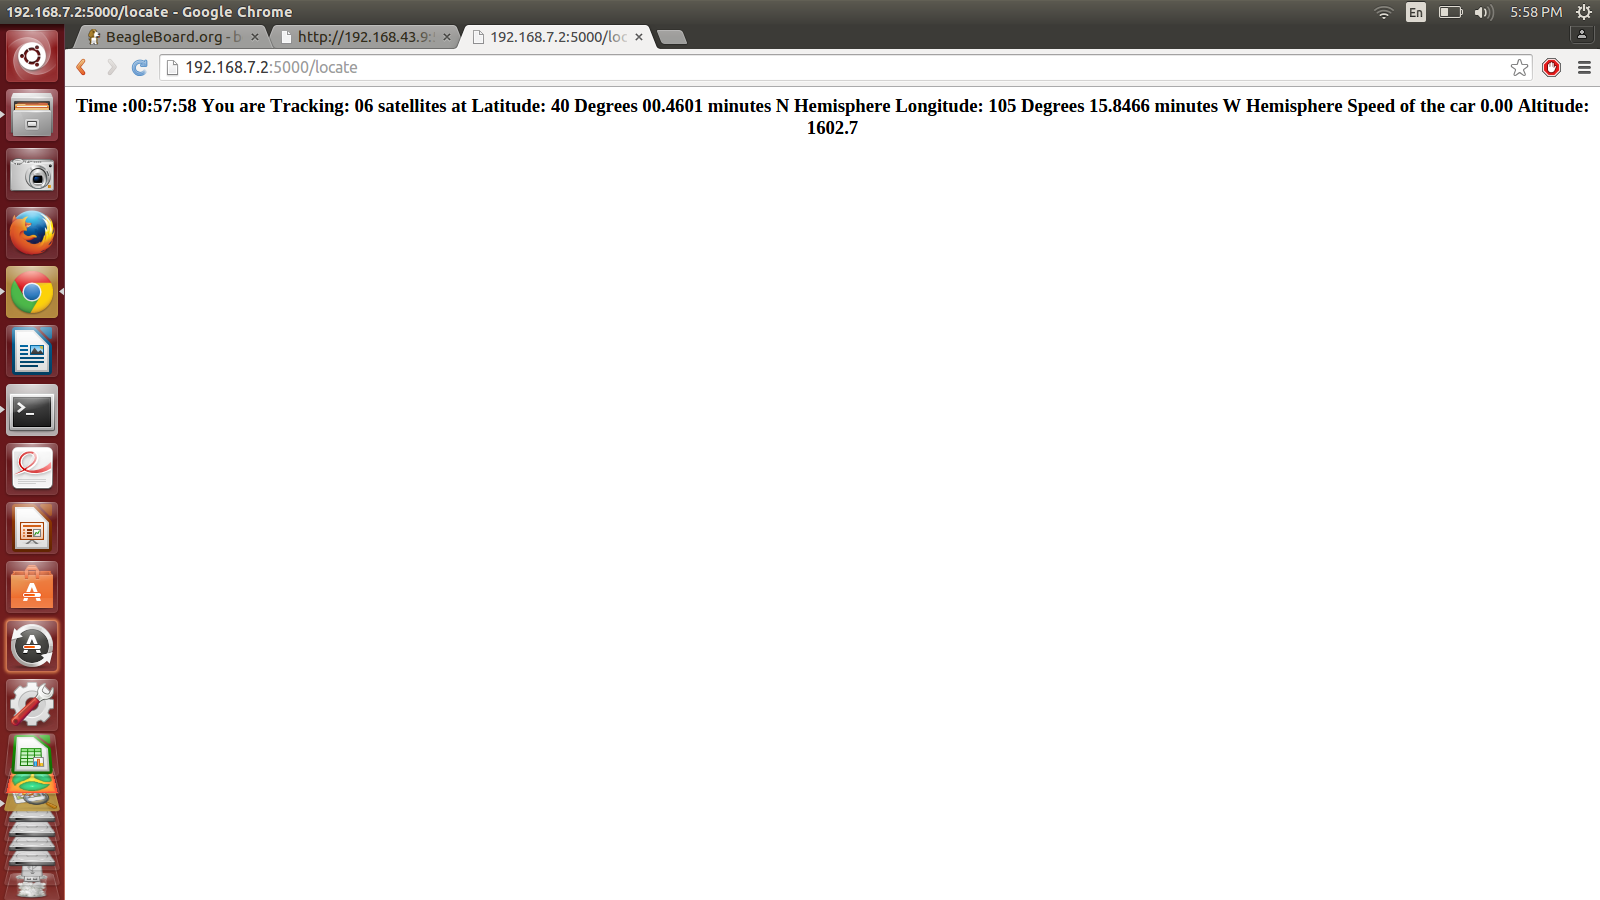 192.168.7.2:5000/locate - Google Chrome
En
5:58 PM
BeagleBoard.org - b
http://192.168.43.9:
192.168.7.2:5000/loc
192.168.7.2:5000/locate
Time :00:57:58 You are Tracking: 06 satellites at Latitude: 40 Degrees 00.4601 minutes N Hemisphere Longitude: 105 Degrees 15.8466 minutes W Hemisphere Speed of the car 0.00 Altitude:
1602.7